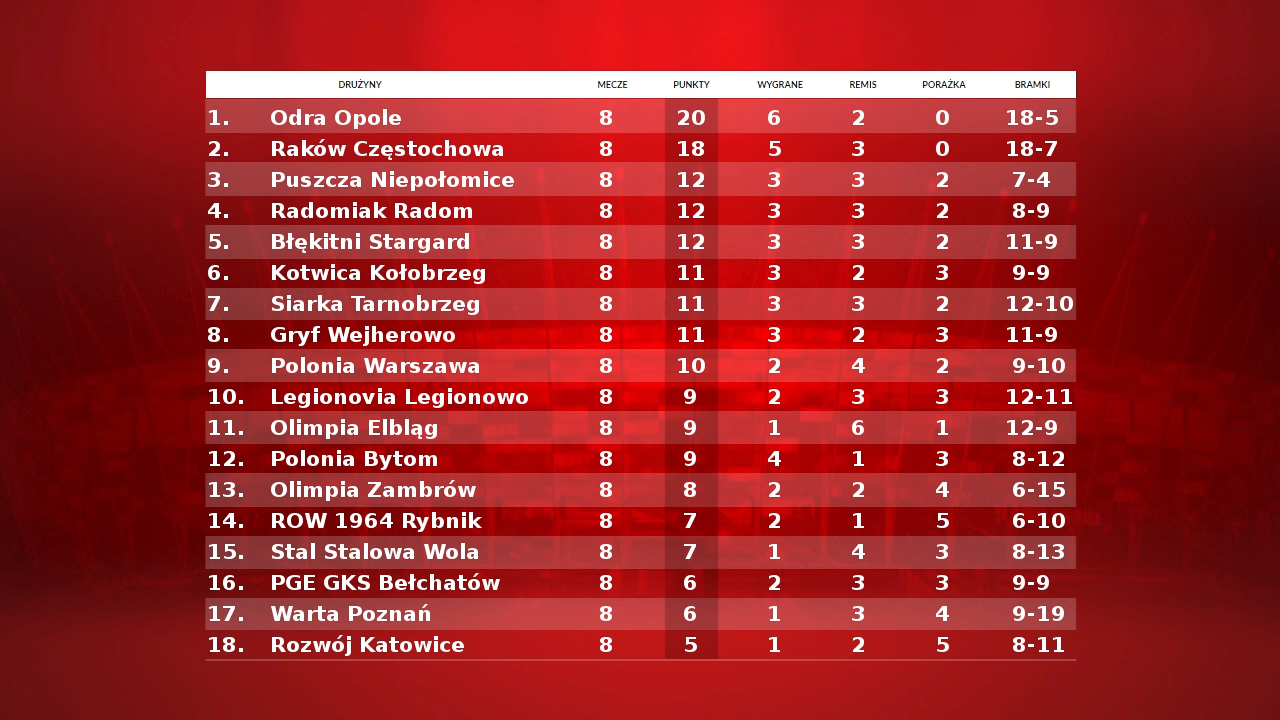 DRUŻYNY MECZE PUNKTY WYGRANE REMIS PORAŻKA BRAMKI
1. Odra Opole 8 20 6 2 0 18-5
2. Raków Częstochowa 8 18 5 3 0 18-7
3. Puszcza Niepołomice 8 12 3 3 2 7-4
4. Radomiak Radom 8 12 3 3 2 8-9
5. Błękitni Stargard 8 12 3 3 2 11-9
6. Kotwica Kołobrzeg 8 11 3 2 3 9-9
7. Siarka Tarnobrzeg 8 11 3 3 2 12-10
8. Gryf Wejherowo 8 11 3 2 3 11-9
9. Polonia Warszawa 8 10 2 4 2 9-10
10. Legionovia Legionowo 8 9 2 3 3 12-11
11. Olimpia Elbląg 8 9 1 6 1 12-9
12. Polonia Bytom 8 9 4 1 3 8-12
13. Olimpia Zambrów 8 8 2 2 4 6-15
14. ROW 1964 Rybnik 8 7 2 1 5 6-10
15. Stal Stalowa Wola 8 7 1 4 3 8-13
16. PGE GKS Bełchatów 8 6 2 3 3 9-9
17. Warta Poznań 8 6 1 3 4 9-19
18. Rozwój Katowice 8 5 1 2 5 8-11